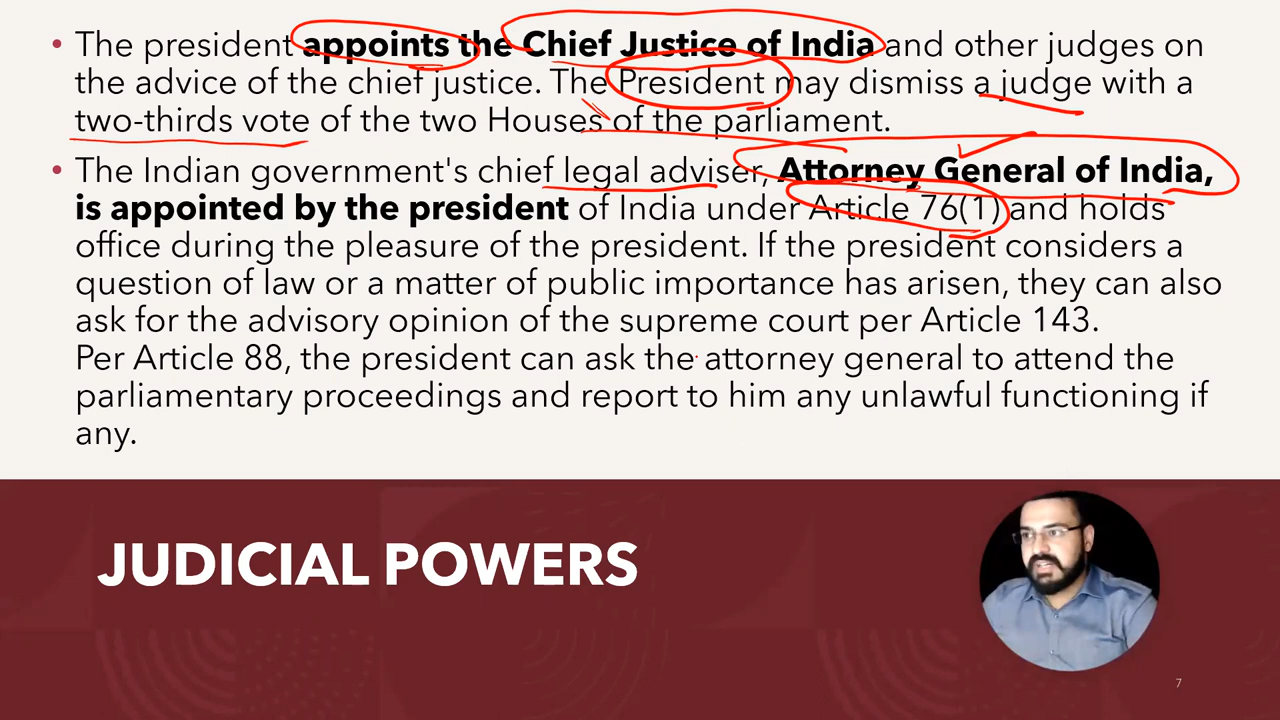 • The president appoints the Chief Justice of India and other judges on
the advice of the chief justice. The President may dismiss a judge with a
two-thirds vote of the two Houses of the parliament.
• The Indian government's chief legal adviser, Attorney General of India,
is appointed by the president of India under Article 76(1) and holds
office during the pleasure of the president. If the president considers a
question of law or a matter of public importance has arisen, they can also
ask for the advisory opinion of the supreme court per Article 143.
Per Article 88, the president can ask the attorney general to attend the
parliamentary proceedings and report to him any unlawful functioning if
any.
JUDICIAL POWERS
7